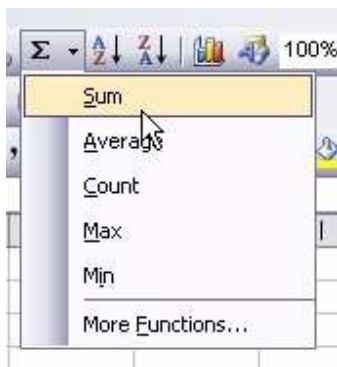 Σ A Z Z A 100%
Sum
Average
Count
Max
Min
More Functions...